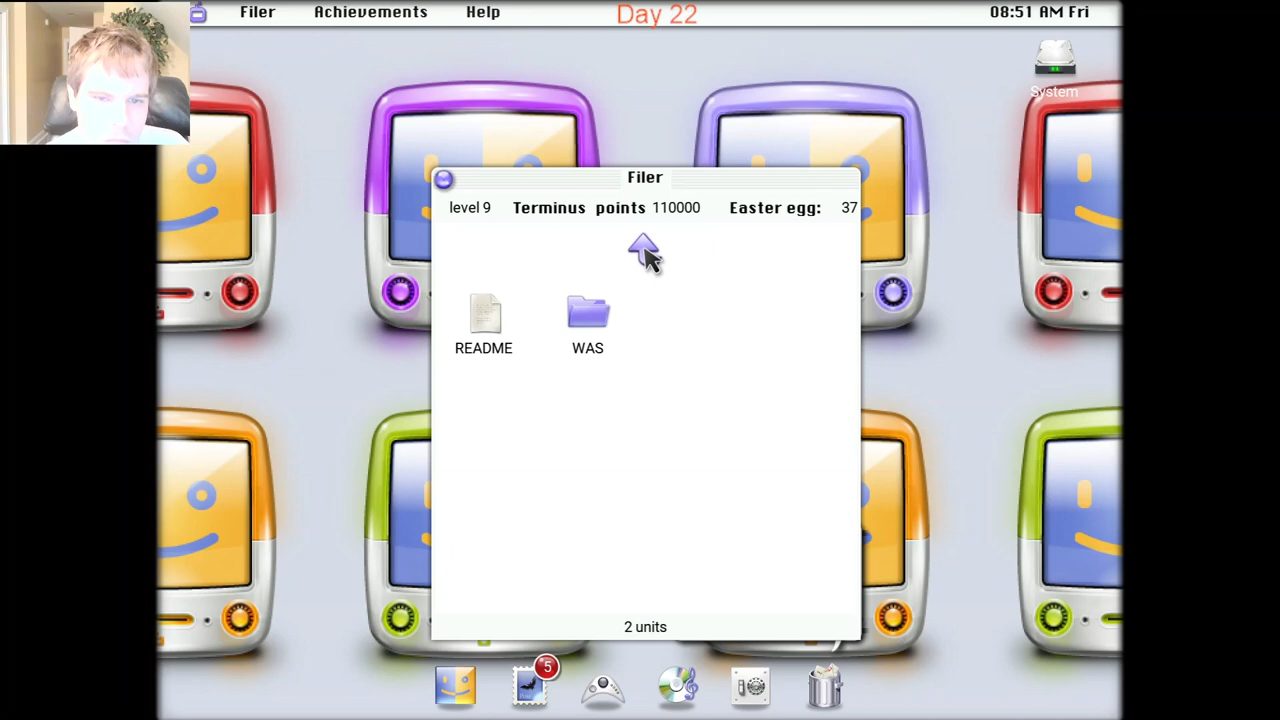 Filer Achievements Help Day 22 08:51 AM Fri
System
Filer
level 9 Terminus points 110000 Easter egg: 37
README WAS
2 units
5